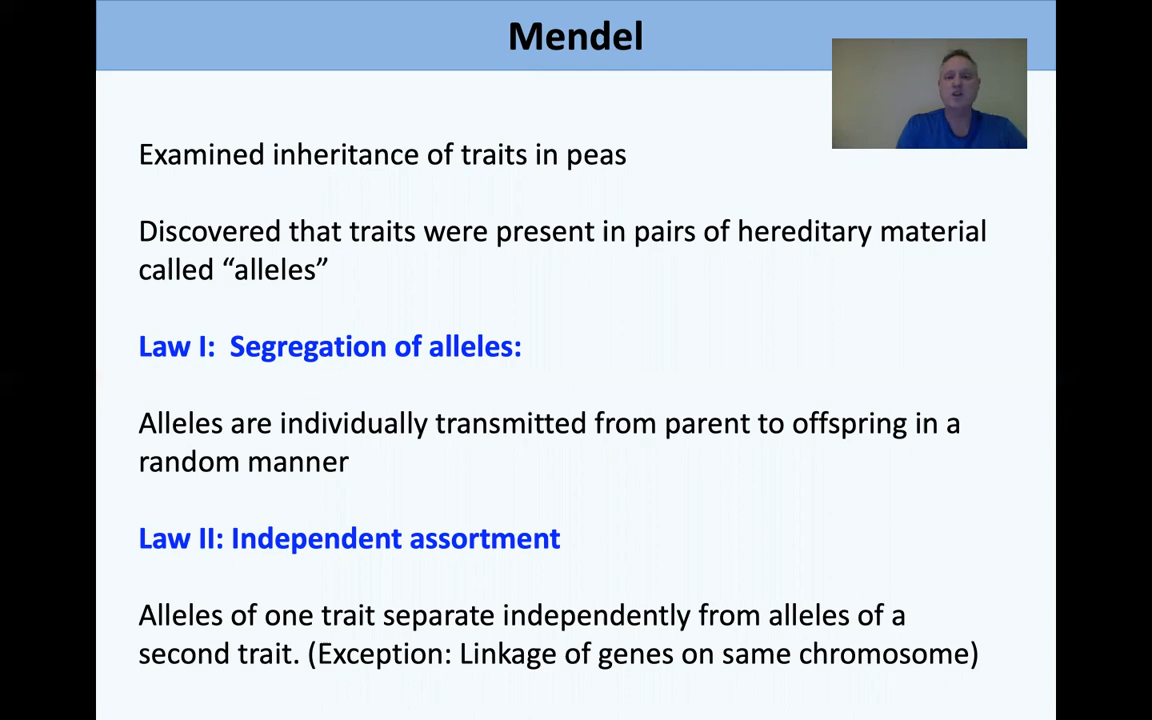 Mendel
Examined inheritance of traits in peas
Discovered that traits were present in pairs of hereditary material
called “alleles”
Law I:  Segregation of alleles:
Alleles are individually transmitted from parent to offspring in a
random manner
Law II: Independent assortment
Alleles of one trait separate independently from alleles of a
second trait. (Exception: Linkage of genes on same chromosome)